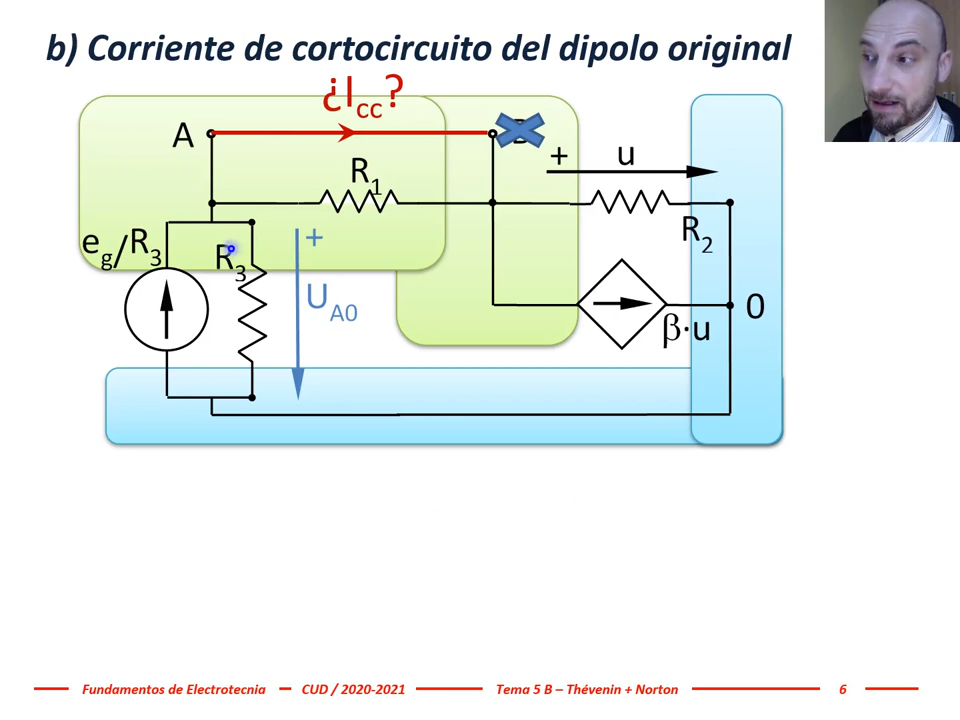 b) Corriente de cortocircuito del dipolo original
¿Icc?
A
+ u
R1
R2
eg/R3
R3
+
UA0
0
β·u
Fundamentos de Electrotecnia
CUD / 2020-2021
Tema 5 B – Thévenin + Norton
6